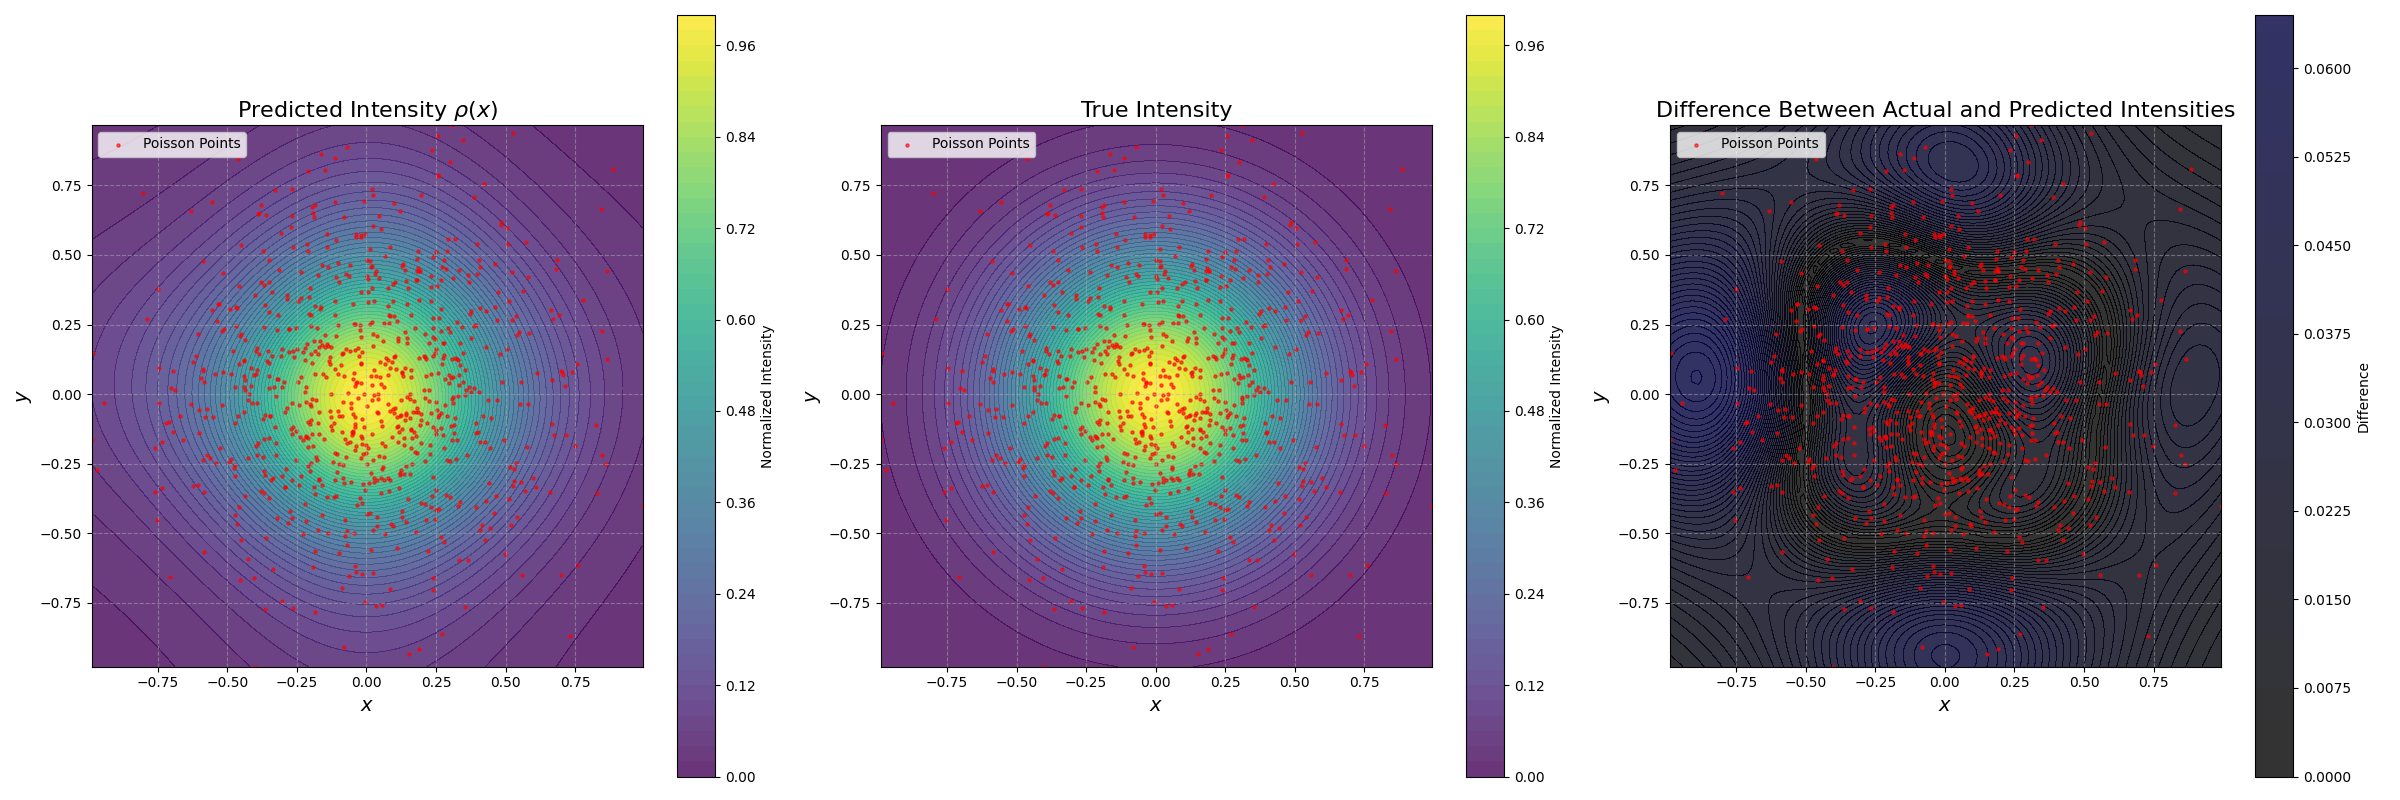 Predicted Intensity ρ(x)
Poisson Points
0.75
0.50
0.25
0.00
−0.25
−0.50
−0.75
y
−0.75 −0.50 −0.25 0.00 0.25 0.50 0.75
x
0.96
0.84
0.72
0.60
0.48
0.36
0.24
0.12
0.00
Normalized Intensity
True Intensity
Poisson Points
0.75
0.50
0.25
0.00
−0.25
−0.50
−0.75
y
−0.75 −0.50 −0.25 0.00 0.25 0.50 0.75
x
0.96
0.84
0.72
0.60
0.48
0.36
0.24
0.12
0.00
Normalized Intensity
Difference Between Actual and Predicted Intensities
Poisson Points
0.75
0.50
0.25
0.00
−0.25
−0.50
−0.75
y
−0.75 −0.50 −0.25 0.00 0.25 0.50 0.75
x
0.0600
0.0525
0.0450
0.0375
0.0300
0.0225
0.0150
0.0075
0.0000
Difference